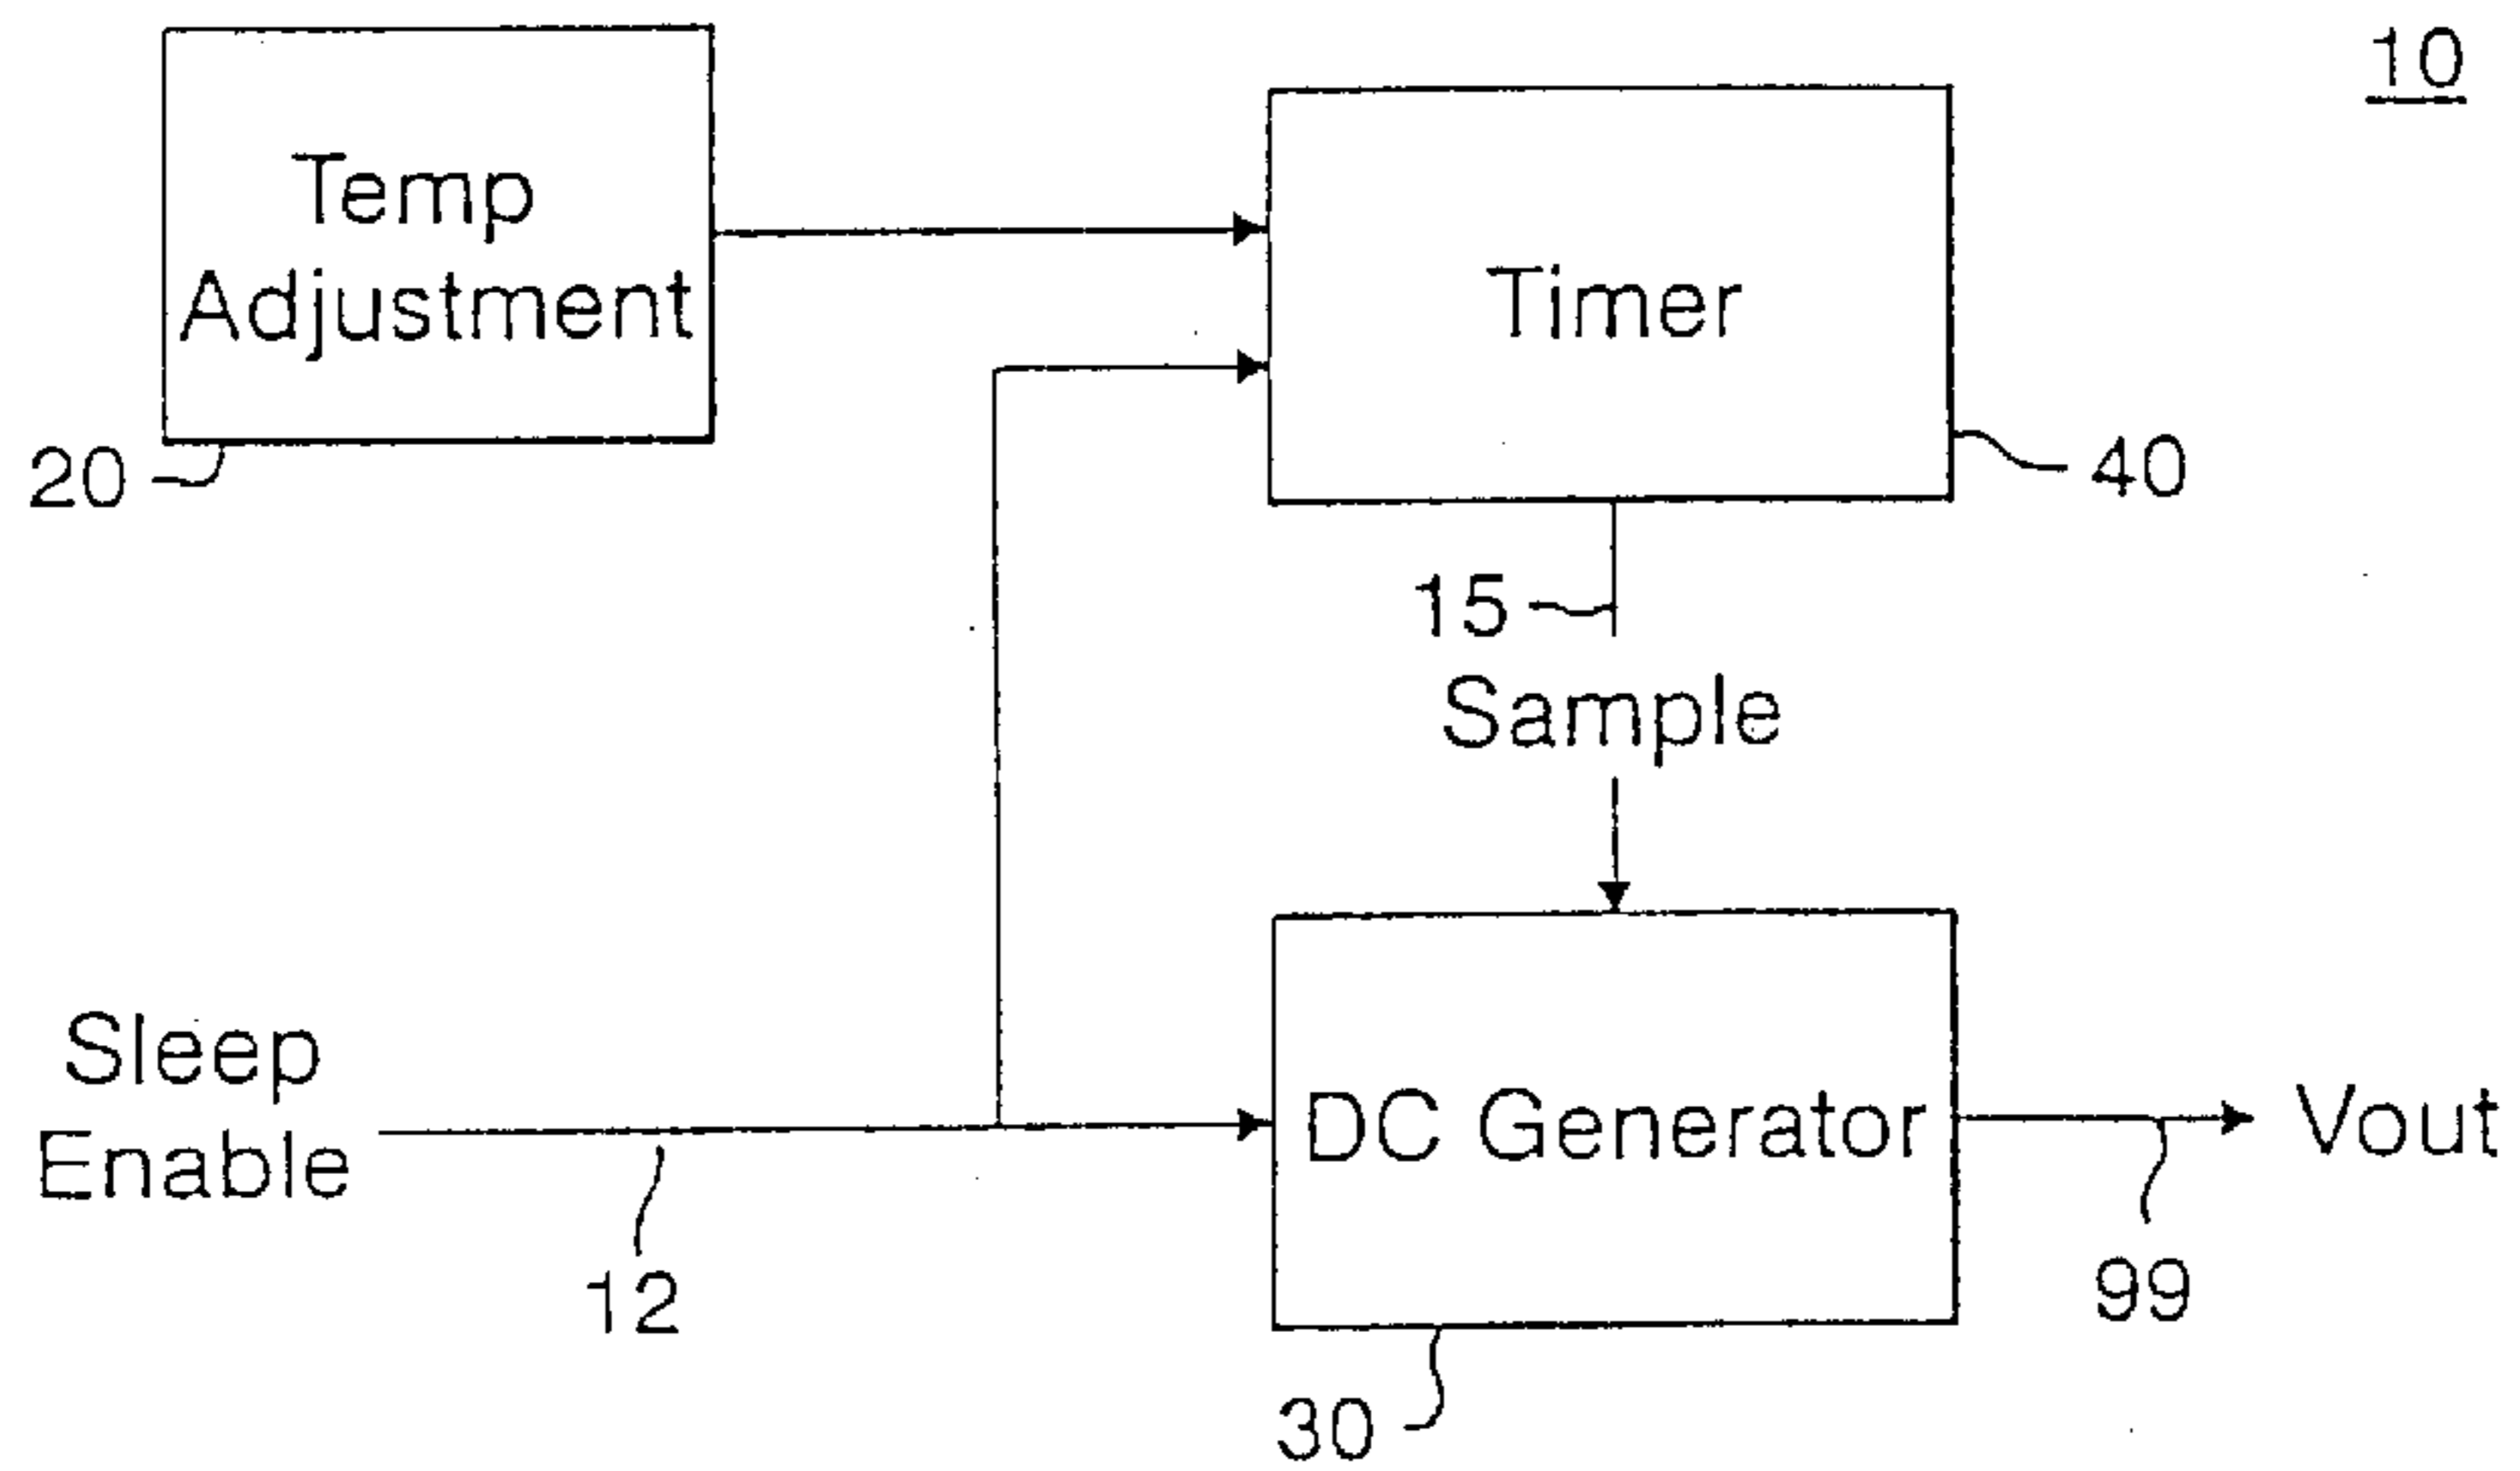 10
Temp
Adjustment
20
Timer
40
15
Sample
Sleep
Enable
12
DC Generator
30
Vout
99